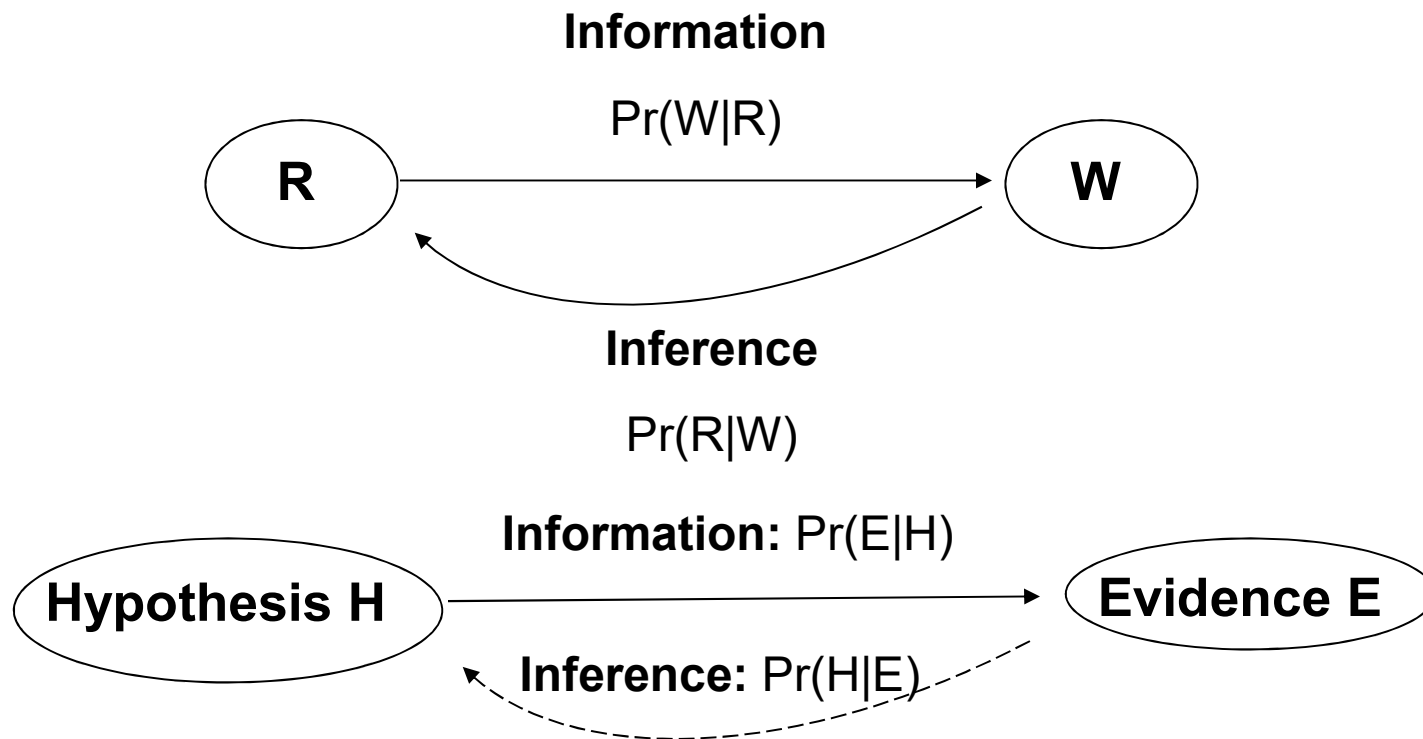 Information
Pr(W|R)
R
W
Inference
Pr(R|W)
Information: Pr(E|H)
Hypothesis H
Evidence E
Inference: Pr(H|E)